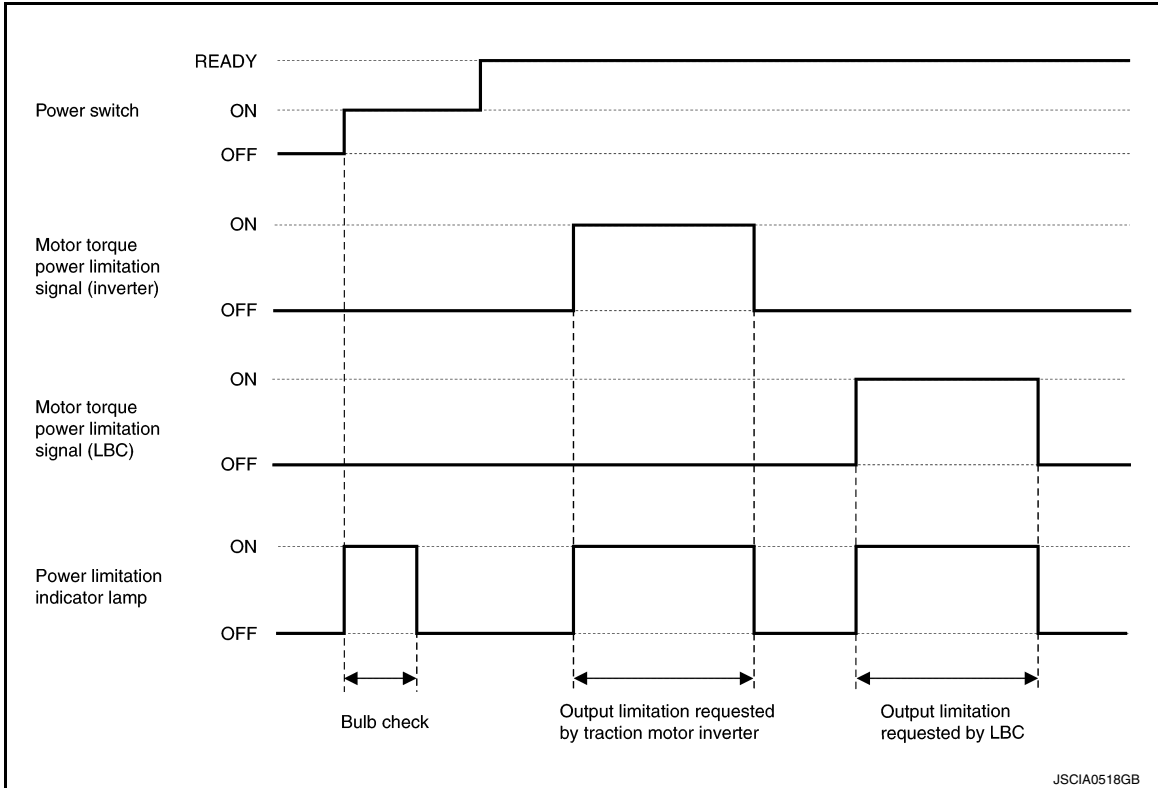 READY
Power switch
ON
OFF
ON
Motor torque
power limitation
signal (inverter)
OFF
ON
Motor torque
power limitation
signal (LBC)
OFF
ON
Power limitation
indicator lamp
OFF
Bulb check
Output limitation requested
by traction motor inverter
Output limitation
requested by LBC
JSCIA0518GB